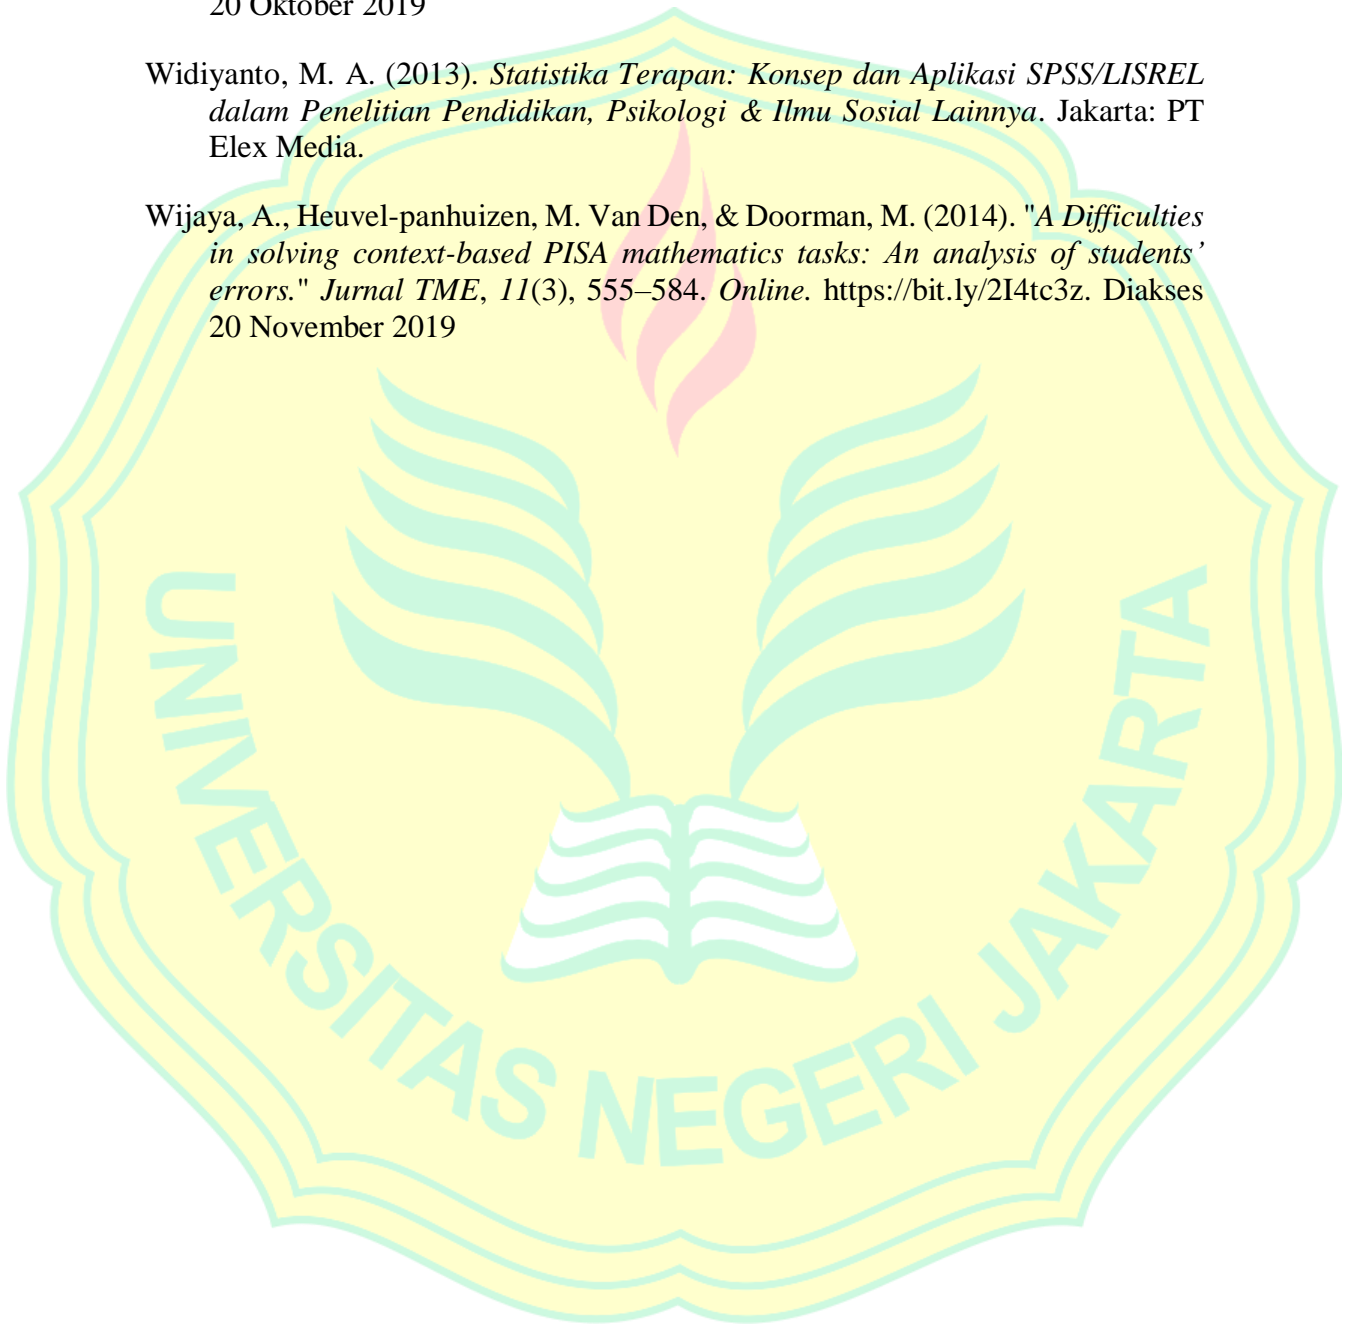 20 Oktober 2019
Widiyanto, M. A. (2013). Statistika Terapan: Konsep dan Aplikasi SPSS/LISREL
dalam Penelitian Pendidikan, Psikologi & Ilmu Sosial Lainnya. Jakarta: PT
Elex Media.
Wijaya, A., Heuvel-panhuizen, M. Van Den, & Doorman, M. (2014). "A Difficulties
in solving context-based PISA mathematics tasks: An analysis of students’
errors." Jurnal TME, 11(3), 555–584. Online. https://bit.ly/2I4tc3z. Diakses
20 November 2019
UNIVERSITAS NEGERI JAKARTA